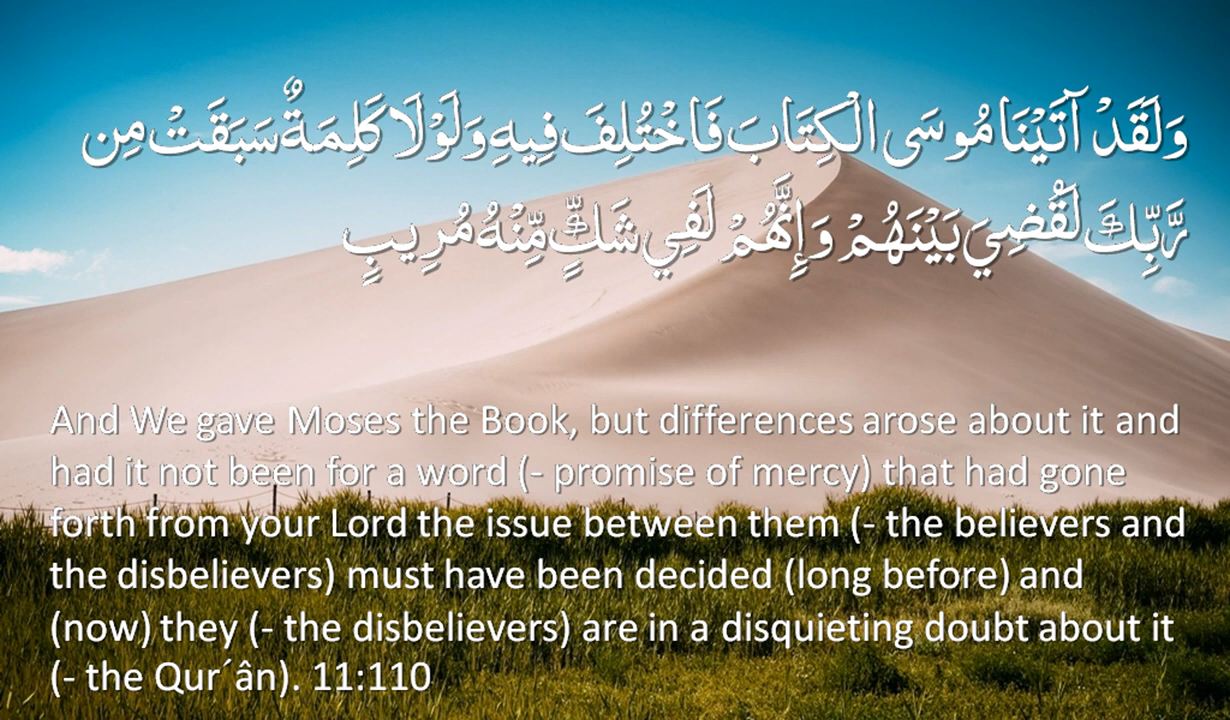 وَلَقَدْ آتَيْنَا مُوسَى الْكِتَابَ فَاخْتُلِفَ فِيهِ وَلَوْلَا كَلِمَةٌ سَبَقَتْ مِن
رَّبِّكَ لَقُضِيَ بَيْنَهُمْ وَإِنَّهُمْ لَفِي شَكٍّ مِّنْهُ مُرِيبٍ
And We gave Moses the Book, but differences arose about it and
had it not been for a word (- promise of mercy) that had gone
forth from your Lord the issue between them (- the believers and
the disbelievers) must have been decided (long before) and
(now) they (- the disbelievers) are in a disquieting doubt about it
(- the Qur´ân). 11:110